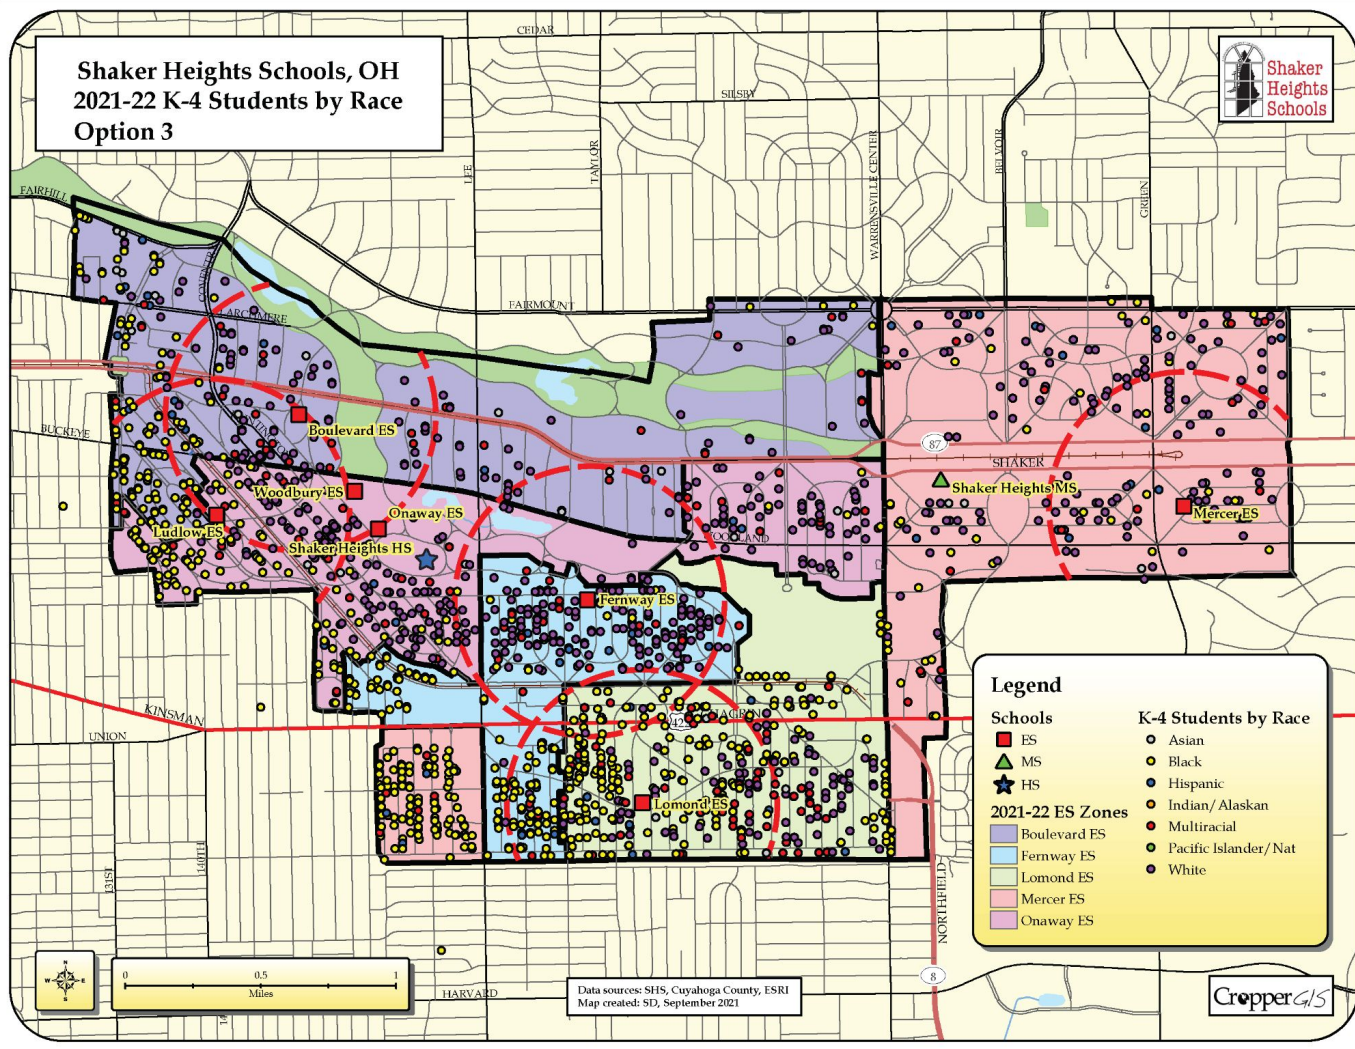 Shaker Heights Schools, OH
2021-22 K-4 Students by Race
Option 3
Shaker
Heights
Schools
CEDAR
SILSBY
LEE
TAYLOR
WARRENSVILLE CENTER
BELVOIR
GREEN
FAIRHILL
COVENTRY
FAIRMOUNT
LARCHMERE
BUCKEYE
Boulevard ES
87
SHAKER
Woodbury ES
Shaker Heights MS
Onaway ES
Mercer ES
Ludlow ES
Shaker Heights HS
WOODLAND
Fernway ES
KINSMAN
CHAGRIN
422
UNION
Lomond ES
131ST
140TH
NORTHFIELD
8
HARVARD
Legend
Schools
ES
MS
HS
2021-22 ES Zones
Boulevard ES
Fernway ES
Lomond ES
Mercer ES
Onaway ES
K-4 Students by Race
Asian
Black
Hispanic
Indian/Alaskan
Multiracial
Pacific Islander/Nat
White
N
W E
S
0 0.5 1
Miles
Data sources: SHS, Cuyahoga County, ESRI
Map created: SD, September 2021
CropperGIS